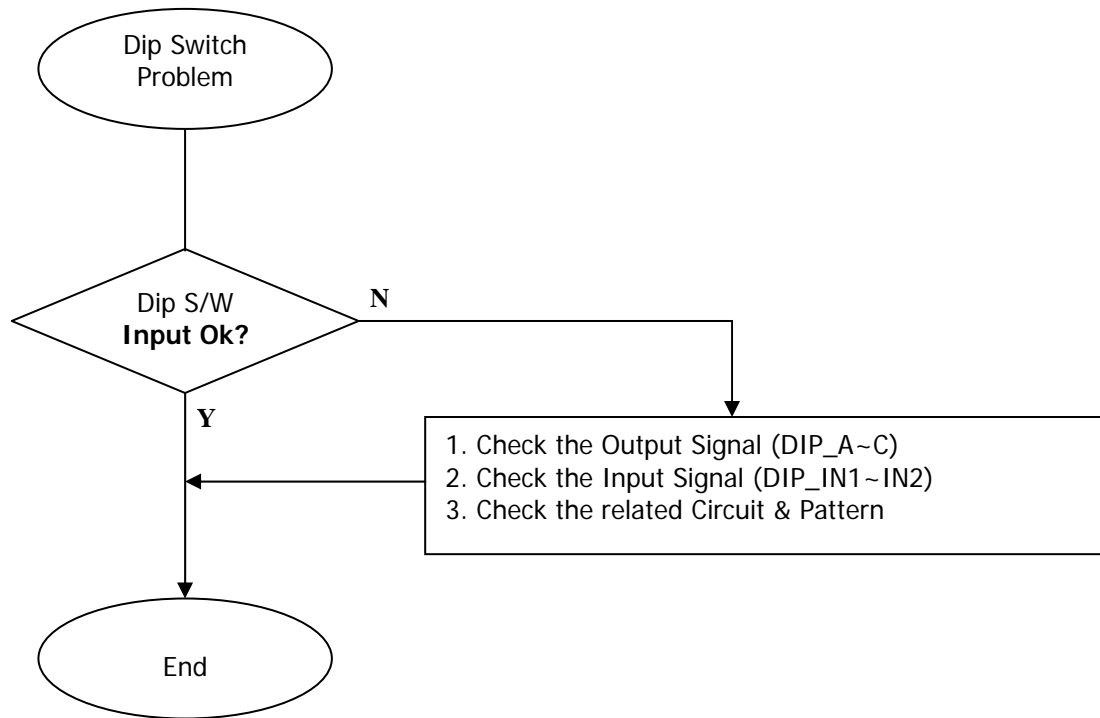 Dip Switch
Problem
Dip S/W
Input Ok?
N
Y
1. Check the Output Signal (DIP_A~C)
2. Check the Input Signal (DIP_IN1~IN2)
3. Check the related Circuit & Pattern
End